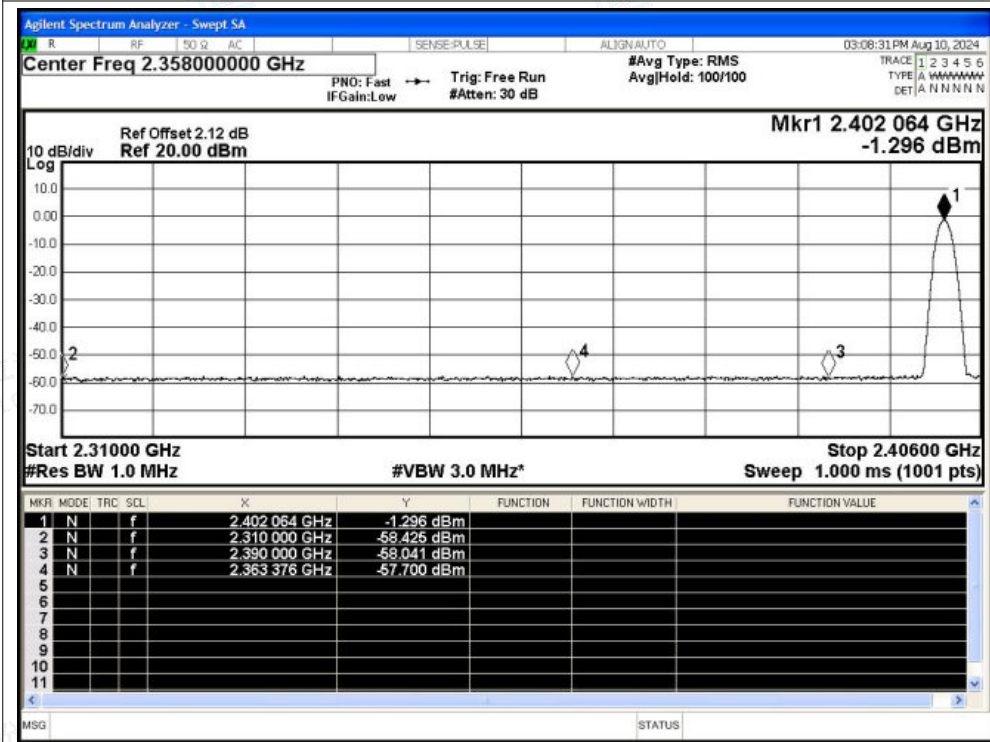 Agilent Spectrum Analyzer - Swept SA
LXI R RF 50 Ω AC SENSE:PULSE ALIGN AUTO 03:08:31 PM Aug 10, 2024
Center Freq 2.358000000 GHz
PNO: Fast
IFGain:Low
Trig: Free Run
#Atten: 30 dB
#Avg Type: RMS
Avg|Hold: 100/100
TRACE 1 2 3 4 5 6
TYPE A WWWWW
DET A N N N N N
Ref Offset 2.12 dB
10 dB/div Ref 20.00 dBm
Log
Mkr1 2.402 064 GHz
-1.296 dBm
10.0
0.00
-10.0
-20.0
-30.0
-40.0
-50.0
-60.0
-70.0
1
2
4
3
Start 2.31000 GHz Stop 2.40600 GHz
#Res BW 1.0 MHz #VBW 3.0 MHz* Sweep 1.000 ms (1001 pts)
MKR MODE TRC SCL X Y FUNCTION FUNCTION WIDTH FUNCTION VALUE
1 N f 2.402 064 GHz -1.296 dBm
2 N f 2.310 000 GHz -58.425 dBm
3 N f 2.390 000 GHz -58.041 dBm
4 N f 2.363 376 GHz -57.700 dBm
5
6
7
8
9
10
11
MSG STATUS